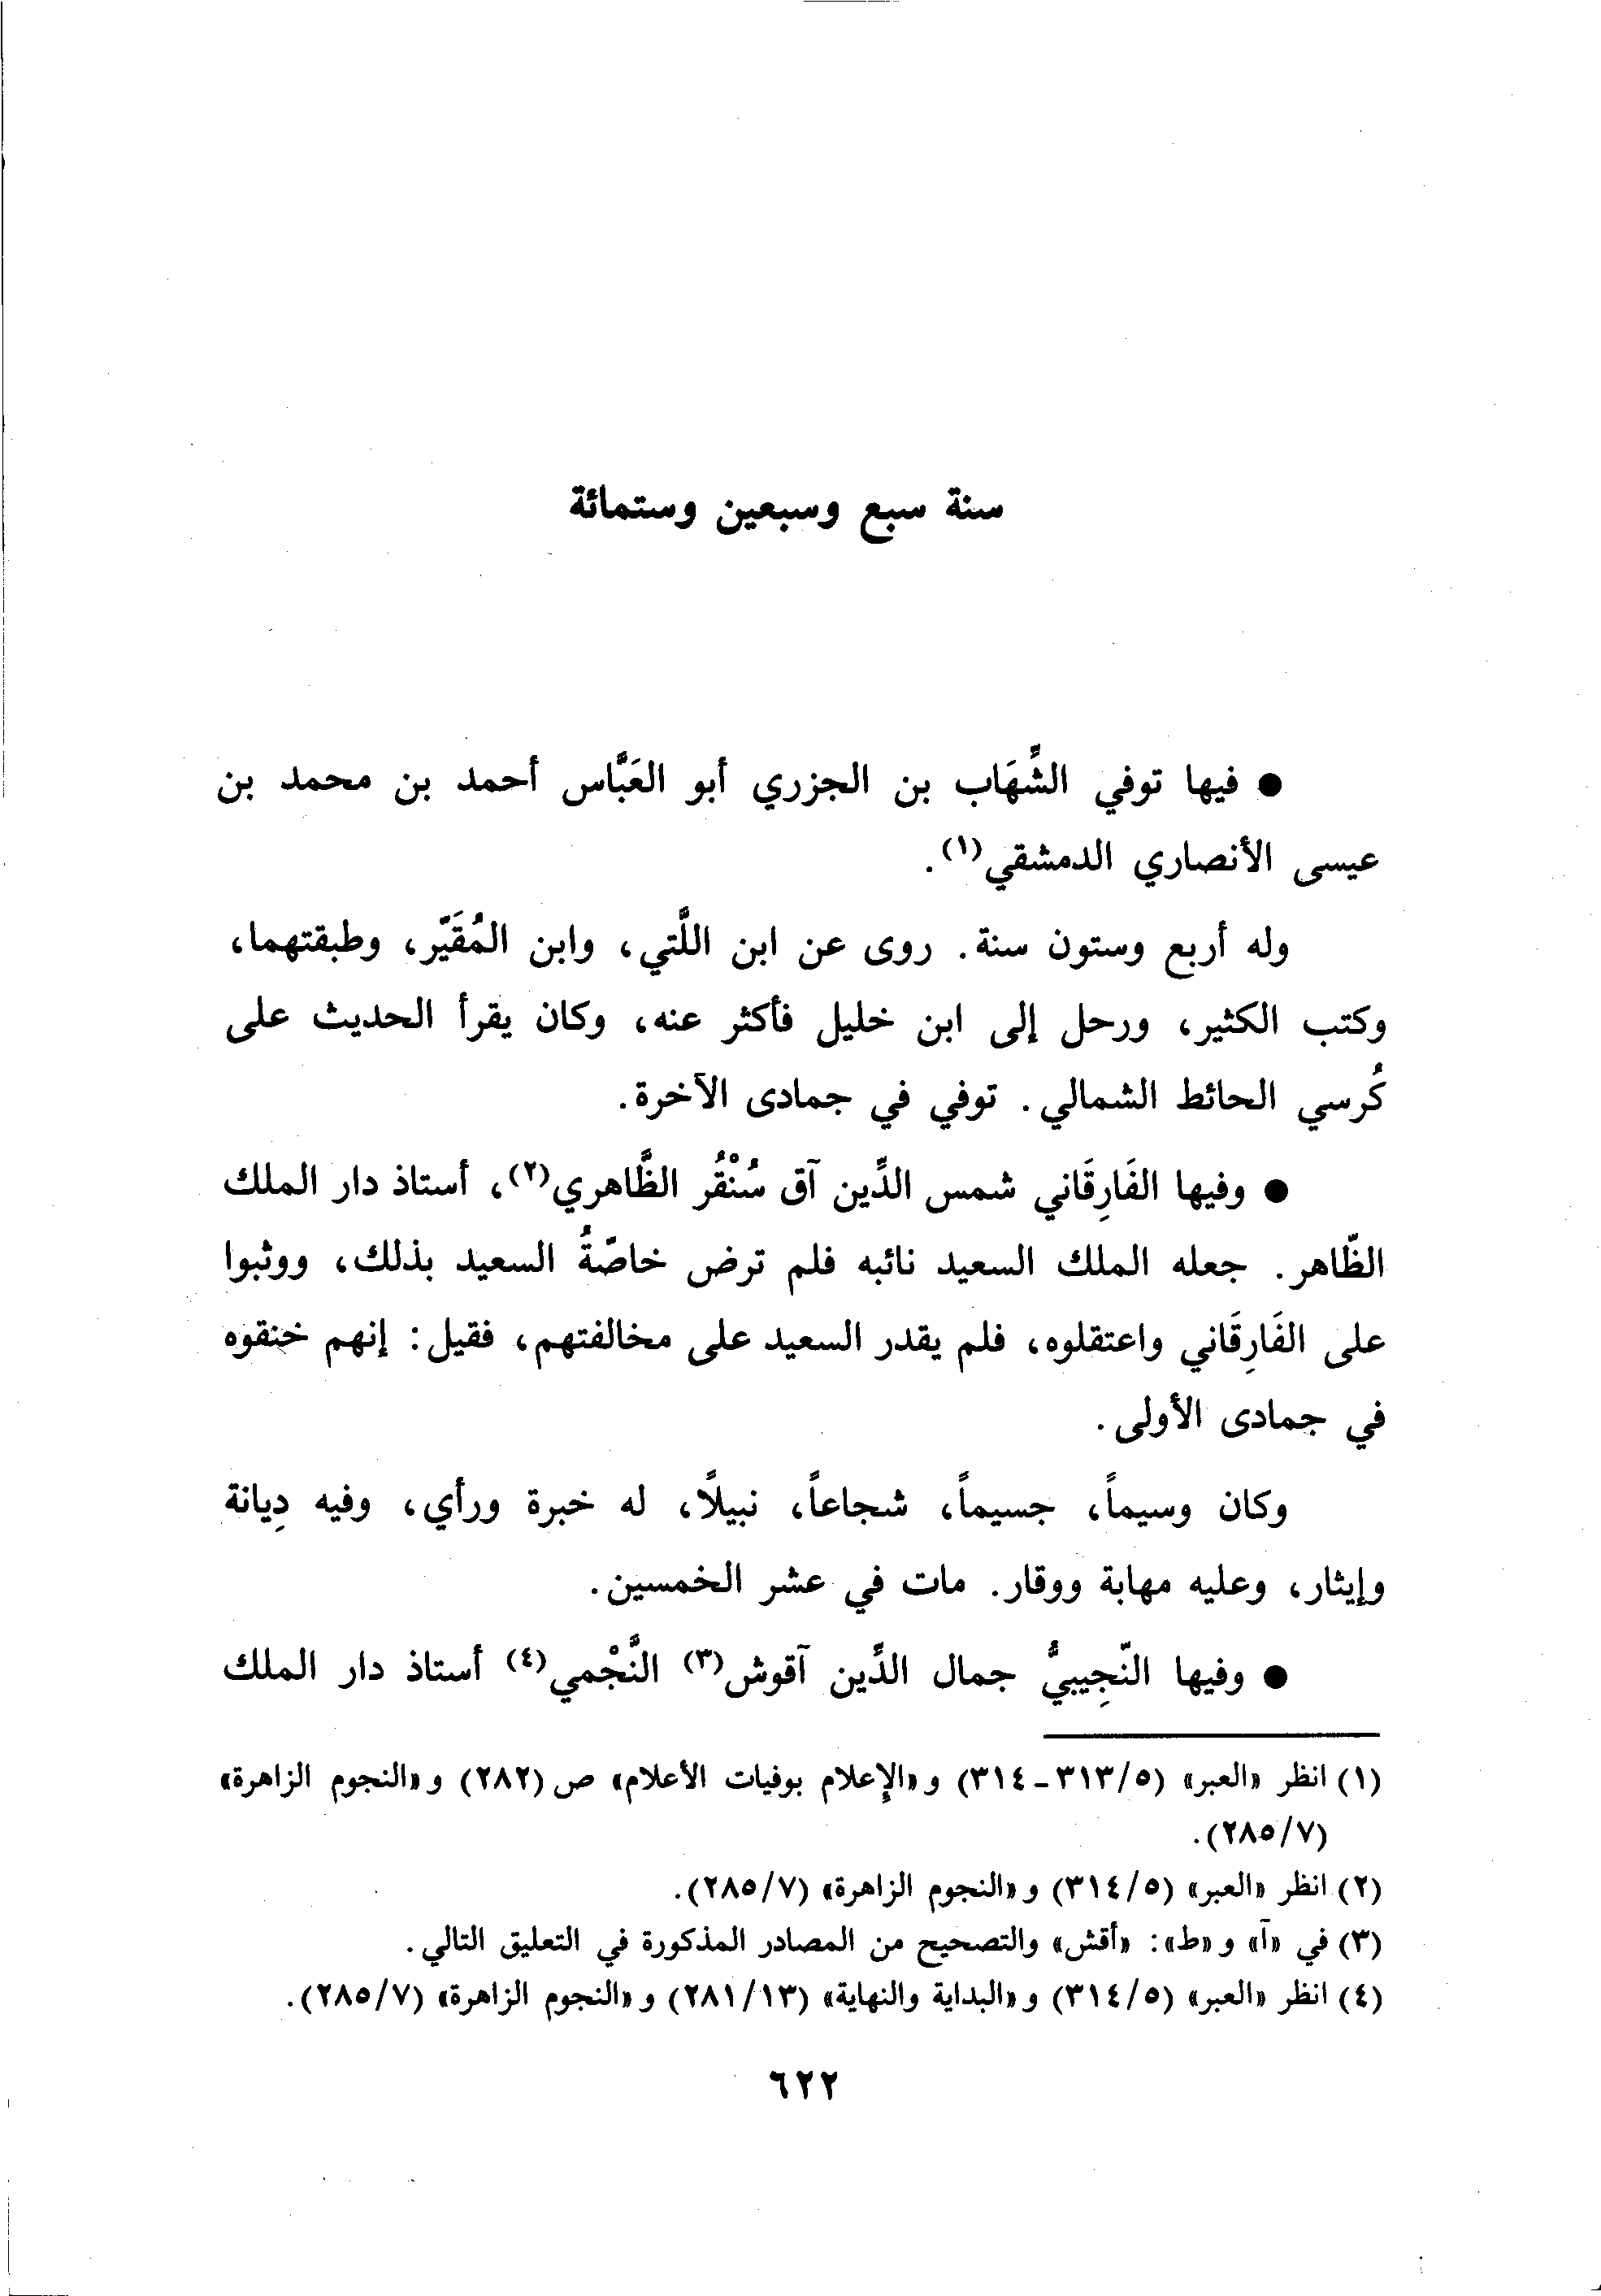 سنة سبع وسبعين وستمائة
● فيها توفي الشَّهَاب بن الجزري أبو العَبَّاس أحمد بن محمد بن
عيسى الأنصاري الدمشقي(١).
وله أربع وستون سنة. روى عن ابن اللَّتي، وابن المُقَيّر، وطبقتهما،
وكتب الكثير، ورحل إلى ابن خليل فأكثر عنه، وكان يقرأ الحديث على
كُرسي الحائط الشمالي. توفي في جمادى الآخرة.
● وفيها الفَارِقَاني شمس الدِّين آق سُنْقُر الظَّاهري(٢)، أستاذ دار الملك
الظّاهر. جعله الملك السعيد نائبه فلم ترض خاصّةُ السعيد بذلك، ووثبوا
على الفَارِقَاني واعتقلوه، فلم يقدر السعيد على مخالفتهم، فقيل: إنهم خنقوه
في جمادى الأولى.
وكان وسيماً، جسيماً، شجاعاً، نبيلاً، له خبرة ورأي، وفيه دِيانة
وإيثار، وعليه مهابة ووقار. مات في عشر الخمسين.
● وفيها النّجِيبيُّ جمال الدِّين آقوش(٣) النَّجْمي(٤) أستاذ دار الملك
(١) انظر «العبر» (٥/٣١٣-٣١٤) و«الإعلام بوفيات الأعلام» ص (٢٨٢) و«النجوم الزاهرة»
(٧/٢٨٥).
(٢) انظر «العبر» (٥/٣١٤) و«النجوم الزاهرة» (٧/٢٨٥).
(٣) في «آ» و«ط»: «أقش» والتصحيح من المصادر المذكورة في التعليق التالي.
(٤) انظر «العبر» (٥/٣١٤) و«البداية والنهاية» (١٣/٢٨١) و«النجوم الزاهرة» (٧/٢٨٥).
٦٢٢